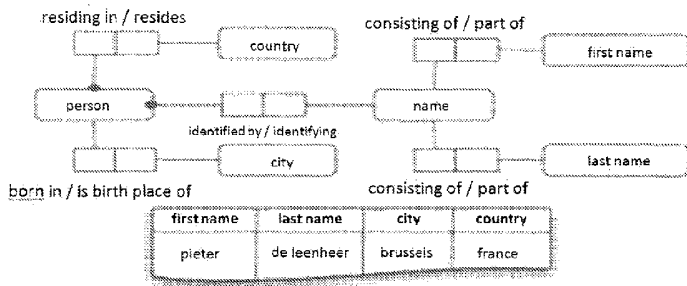 residing in / resides
consisting of / part of
country
first name
person
name
identified by / identifying
city
last name
born in / is birth place of
consisting of / part of
first name last name city country
pieter de leenheer brussels france